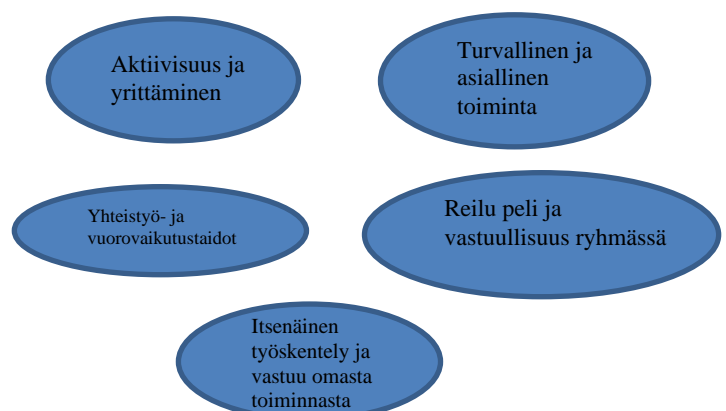 Aktiivisuus ja
yrittäminen
Turvallinen ja
asiallinen
toiminta
Yhteistyö- ja
vuorovaikutustaidot
Reilu peli ja
vastuullisuus ryhmässä
Itsenäinen
työskentely ja
vastuu omasta
toiminnasta